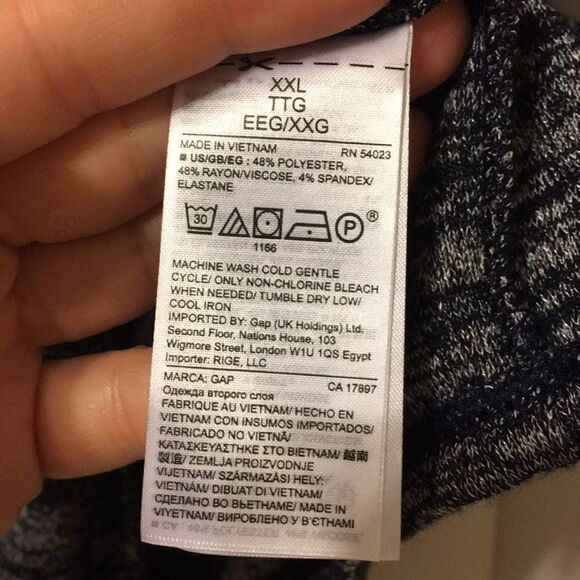 XXL
TTG
EEG/XXG
MADE IN VIETNAM RN 54023
■ US/GB/EG : 48% POLYESTER,
48% RAYON/VISCOSE, 4% SPANDEX/
ELASTANE
30 P ®
1166
MACHINE WASH COLD GENTLE
CYCLE/ ONLY NON-CHLORINE BLEACH
WHEN NEEDED/ TUMBLE DRY LOW/
COOL IRON
IMPORTED BY: Gap (UK Holdings) Ltd.
Second Floor, Nations House, 103
Wigmore Street, London W1U 1QS Egypt
Importer: RIGE, LLC
MARCA: GAP CA 17897
Одежда второго слоя
FABRIQUE AU VIETNAM/ HECHO EN
VIETNAM CON INSUMOS IMPORTADOS/
FABRICADO NO VIETNÃ/
ΚΑΤΑΣΚΕΥΑΣΤΗΚΕ ΣΤΟ ΒΙΕΤΝΑΜ/ 越南
製造/ ZEMLJA PROIZVODNJE
VIJETNAM/ SZÁRMAZÁSI HELY:
VIETNÁM/ DIBUAT DI VIETNAM/
СДЕЛАНО ВО ВЬЕТНАМЕ/ MADE IN
VIYETNAM/ ВИРОБЛЕНО У В'ЄТНАМІ